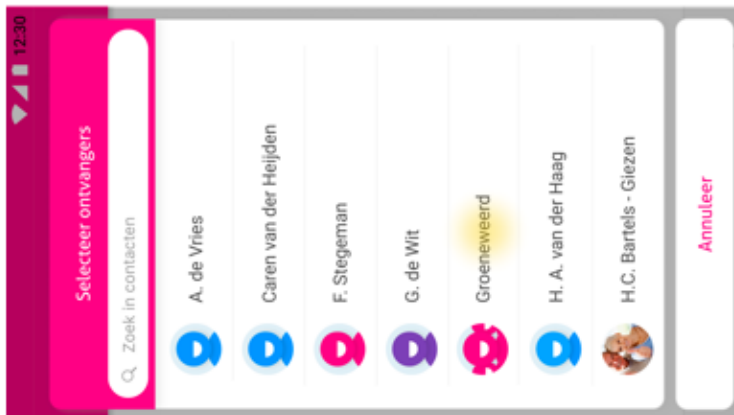 12:30
Selecteer ontvangers
Zoek in contacten
A. de Vries
Caren van der Heijden
F. Stegeman
G. de Wit
Groeneweerd
H. A. van der Haag
H.C. Bartels - Giezen
Annuleer